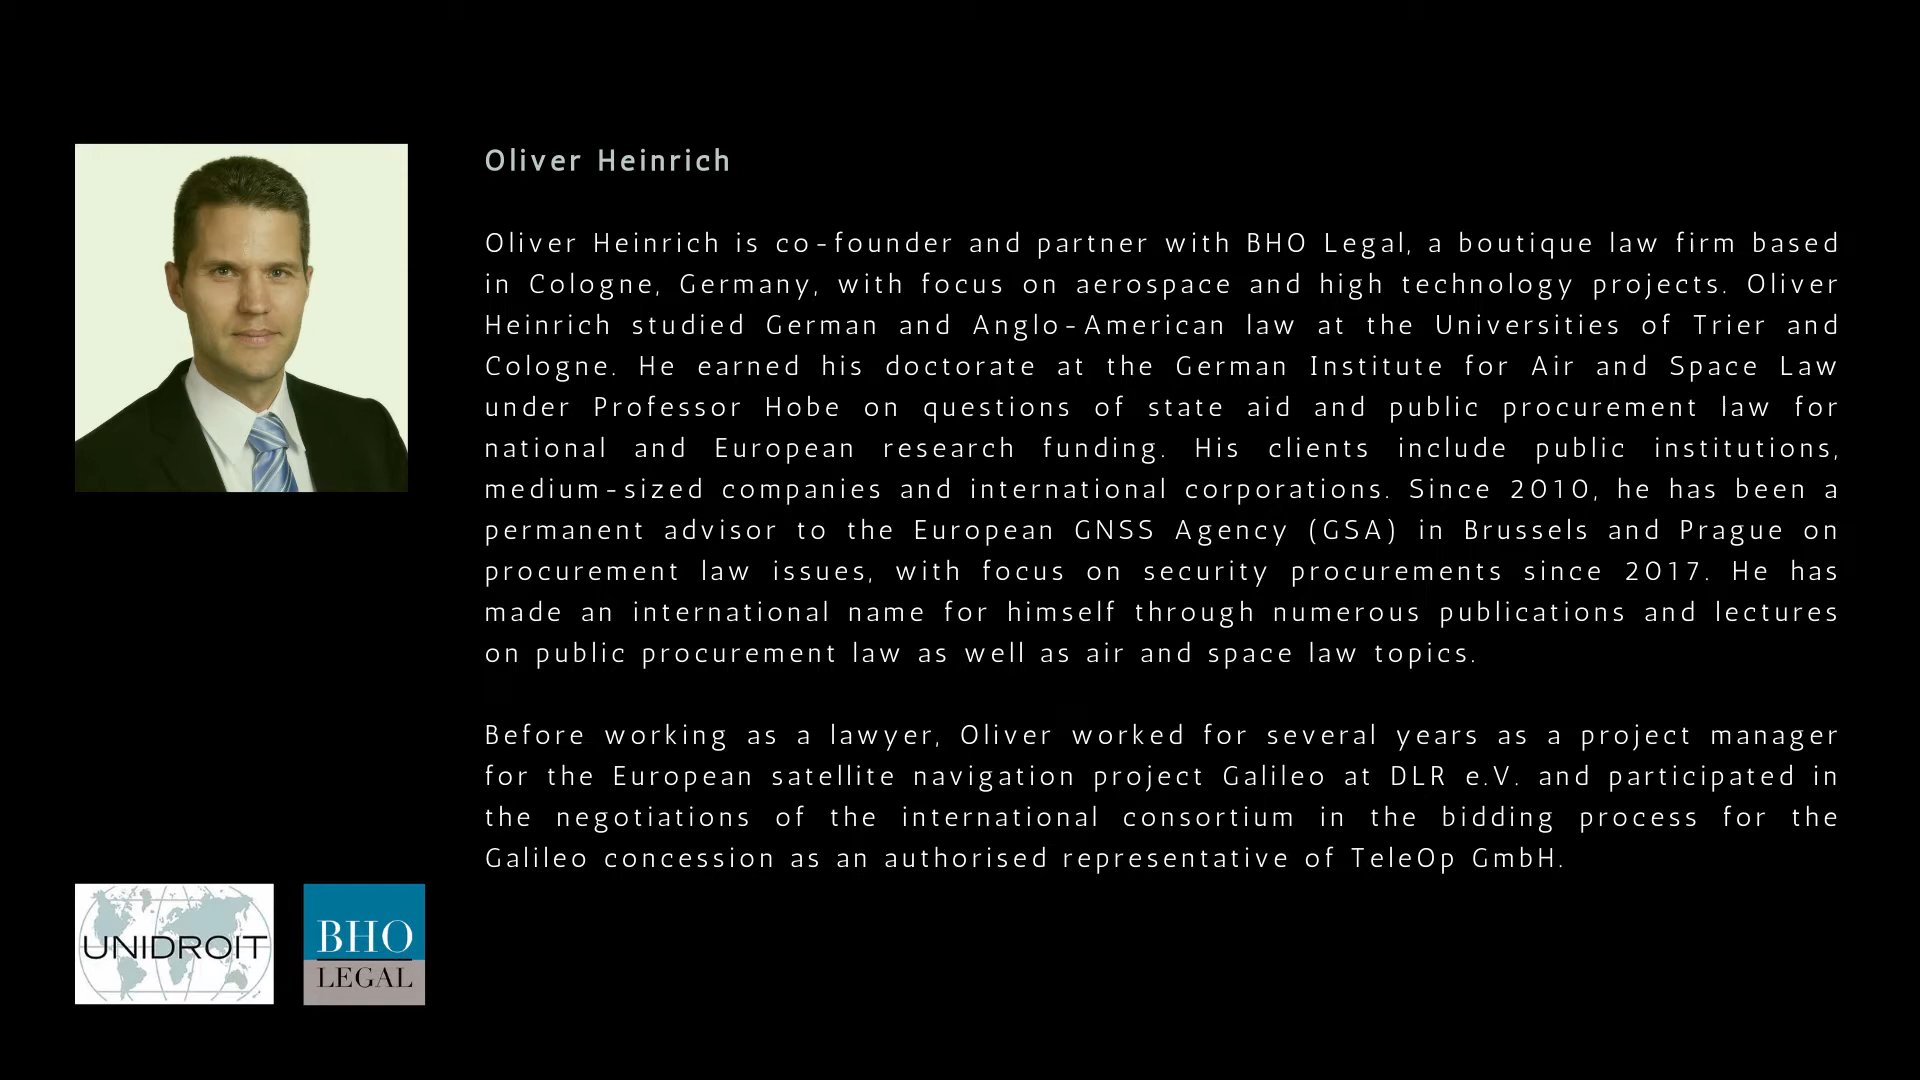 Oliver Heinrich
Oliver Heinrich is co-founder and partner with BHO Legal, a boutique law firm based
in Cologne, Germany, with focus on aerospace and high technology projects. Oliver
Heinrich studied German and Anglo-American law at the Universities of Trier and
Cologne. He earned his doctorate at the German Institute for Air and Space Law
under Professor Hobe on questions of state aid and public procurement law for
national and European research funding. His clients include public institutions,
medium-sized companies and international corporations. Since 2010, he has been a
permanent advisor to the European GNSS Agency (GSA) in Brussels and Prague on
procurement law issues, with focus on security procurements since 2017. He has
made an international name for himself through numerous publications and lectures
on public procurement law as well as air and space law topics.
Before working as a lawyer, Oliver worked for several years as a project manager
for the European satellite navigation project Galileo at DLR e.V. and participated in
the negotiations of the international consortium in the bidding process for the
Galileo concession as an authorised representative of TeleOp GmbH.
UNIDROIT
BHO
LEGAL